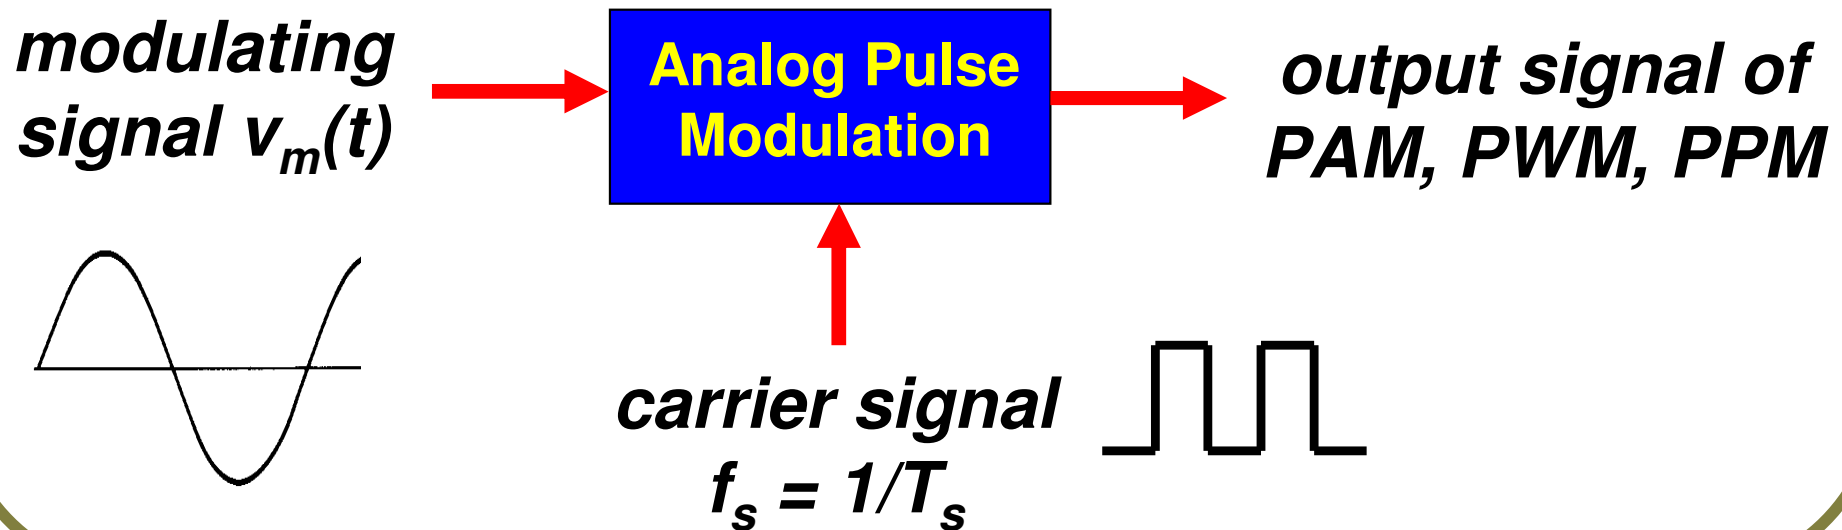 modulating
signal vₘ(t)
Analog Pulse
Modulation
output signal of
PAM, PWM, PPM
carrier signal
fₛ = 1/Tₛ